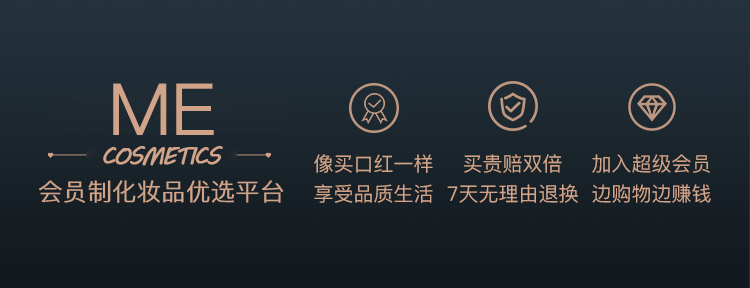 ME
COSMETICS
会员制化妆品优选平台
像买口红一样
享受品质生活
买贵赔双倍
7天无理由退换
加入超级会员
边购物边赚钱